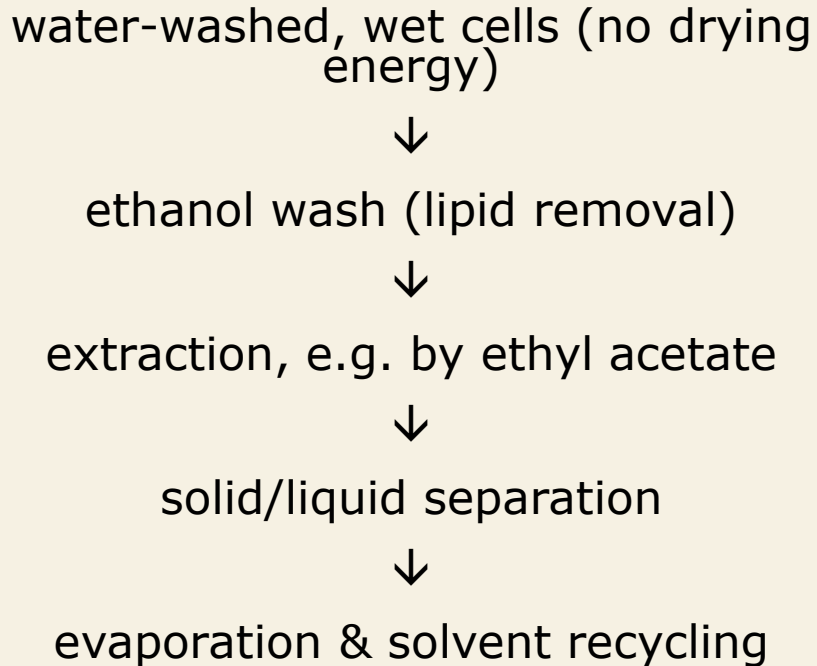 water-washed, wet cells (no drying
energy)
↓
ethanol wash (lipid removal)
↓
extraction, e.g. by ethyl acetate
↓
solid/liquid separation
↓
evaporation & solvent recycling